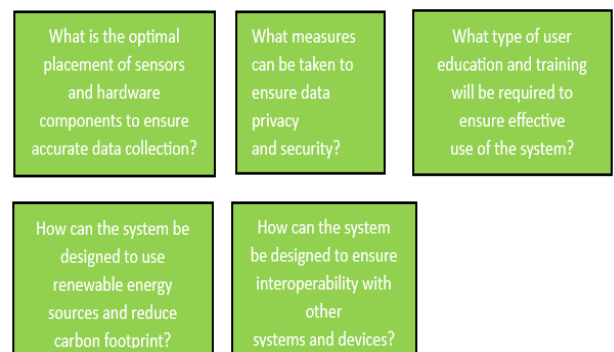 What is the optimal
placement of sensors
and hardware
components to ensure
accurate data collection?
What measures
can be taken to
ensure data
privacy
and security?
What type of user
education and training
will be required to
ensure effective
use of the system?
How can the system be
designed to use
renewable energy
sources and reduce
carbon footprint?
How can the system
be designed to ensure
interoperability with
other
systems and devices?